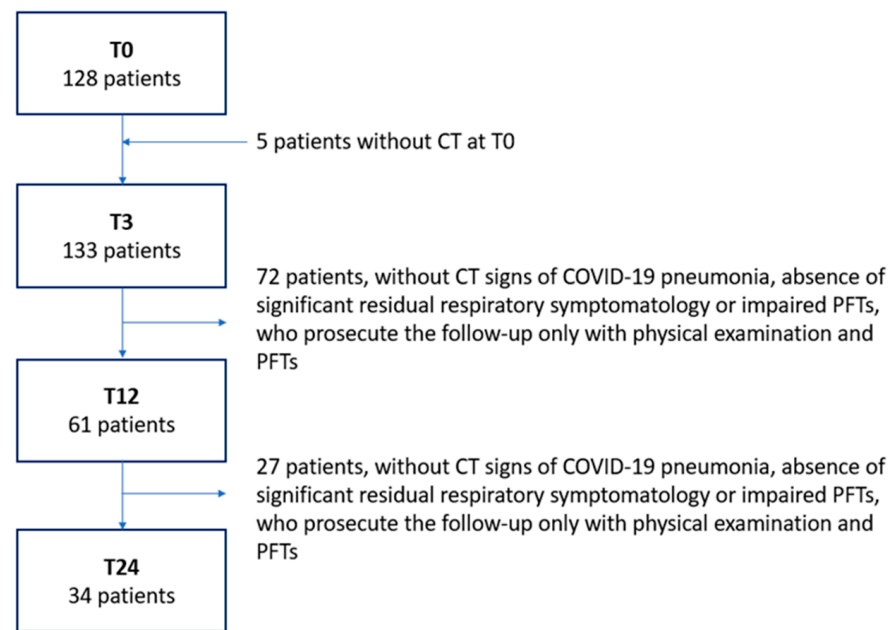 T0
128 patients
5 patients without CT at T0
T3
133 patients
72 patients, without CT signs of COVID-19 pneumonia, absence of
significant residual respiratory symptomatology or impaired PFTs,
who prosecute the follow-up only with physical examination and
PFTs
T12
61 patients
27 patients, without CT signs of COVID-19 pneumonia, absence of
significant residual respiratory symptomatology or impaired PFTs,
who prosecute the follow-up only with physical examination and
PFTs
T24
34 patients